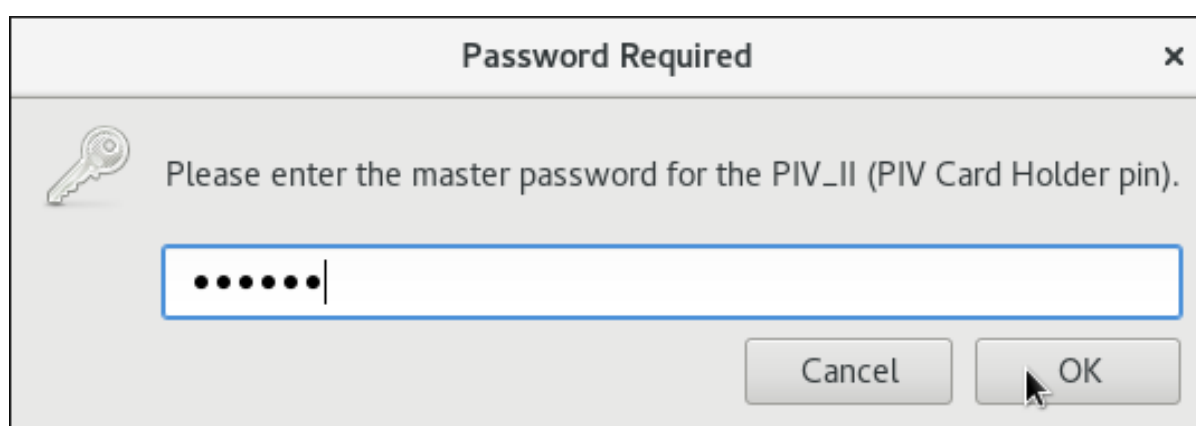 Password Required
Please enter the master password for the PIV_II (PIV Card Holder pin).
••••••
Cancel
OK